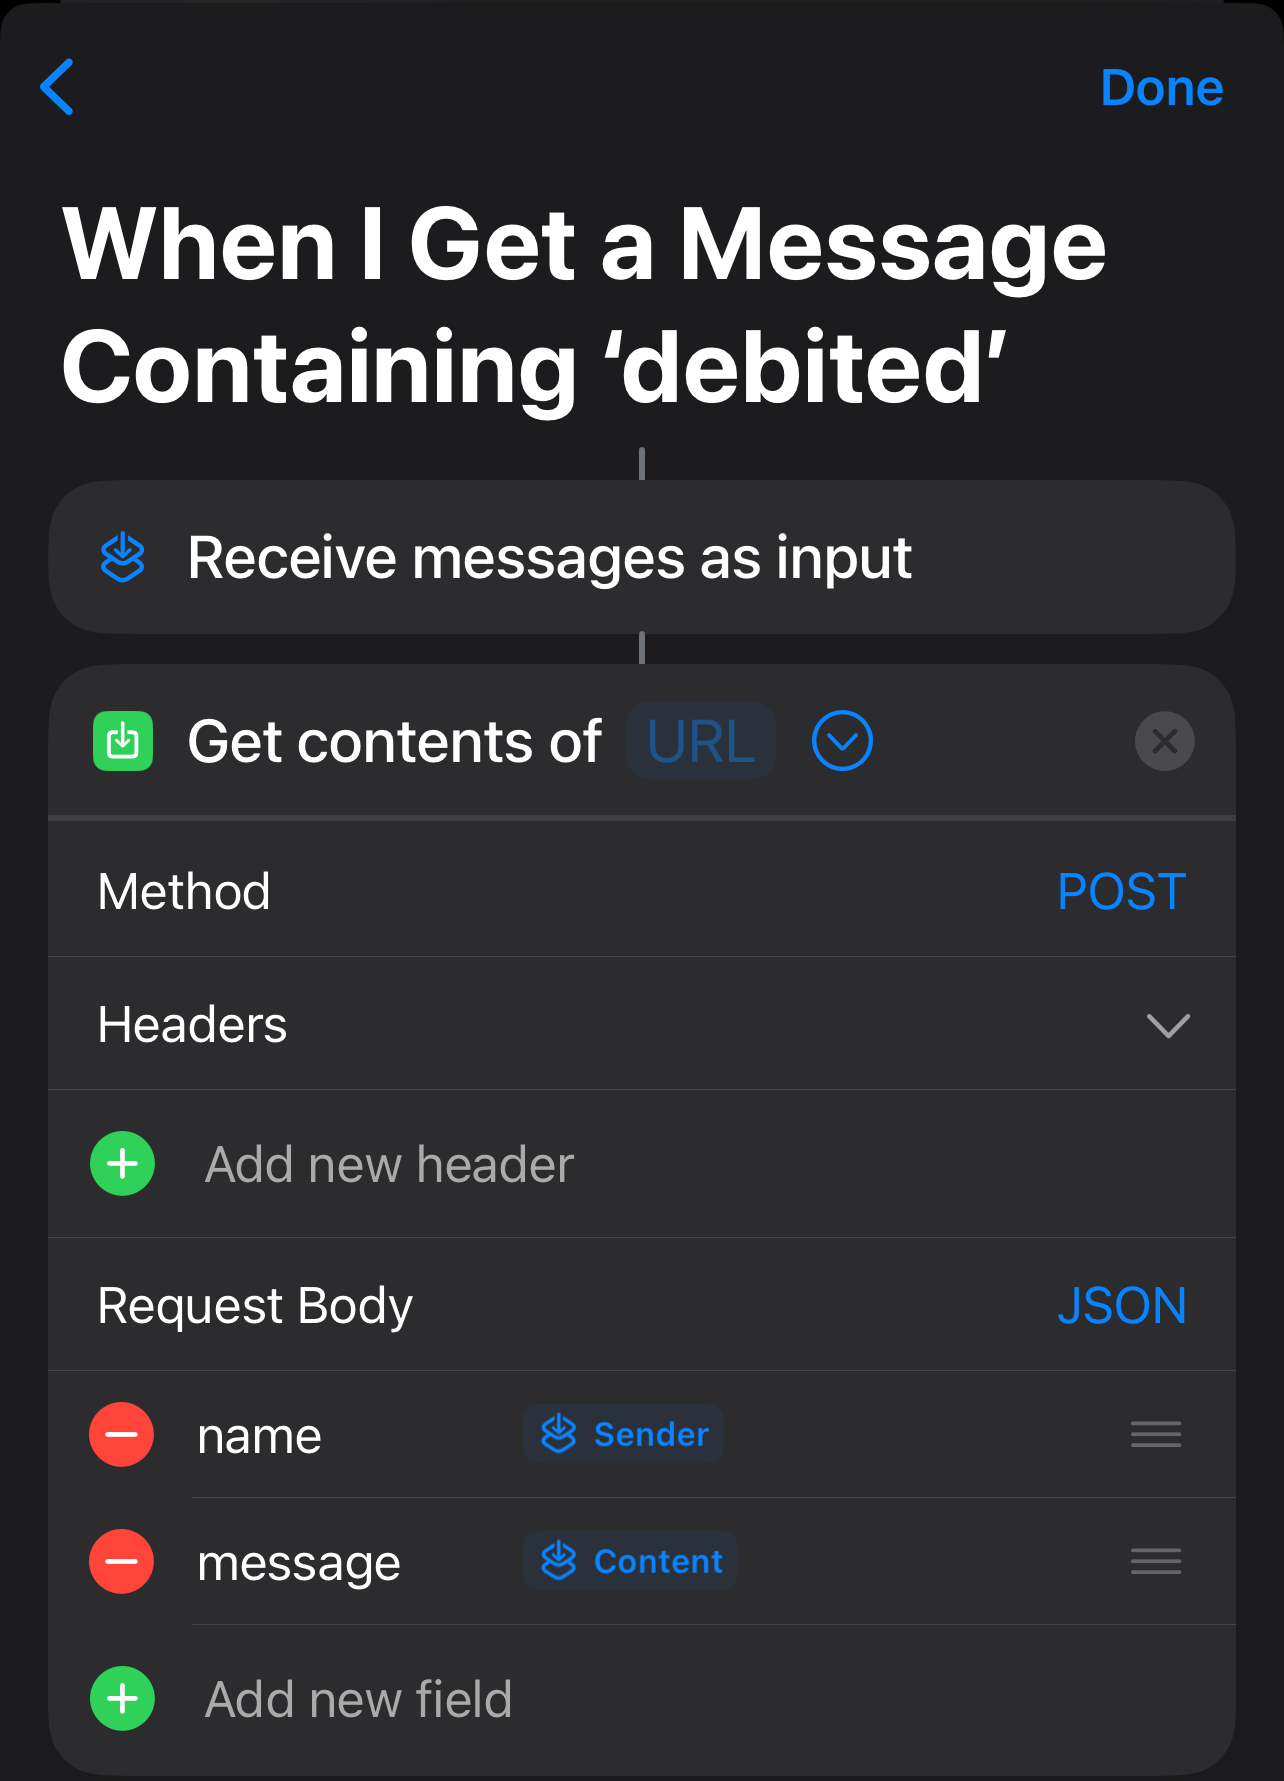 Done
When I Get a Message
Containing ‘debited’
Receive messages as input
Get contents of URL
Method POST
Headers
Add new header
Request Body JSON
name Sender
message Content
Add new field